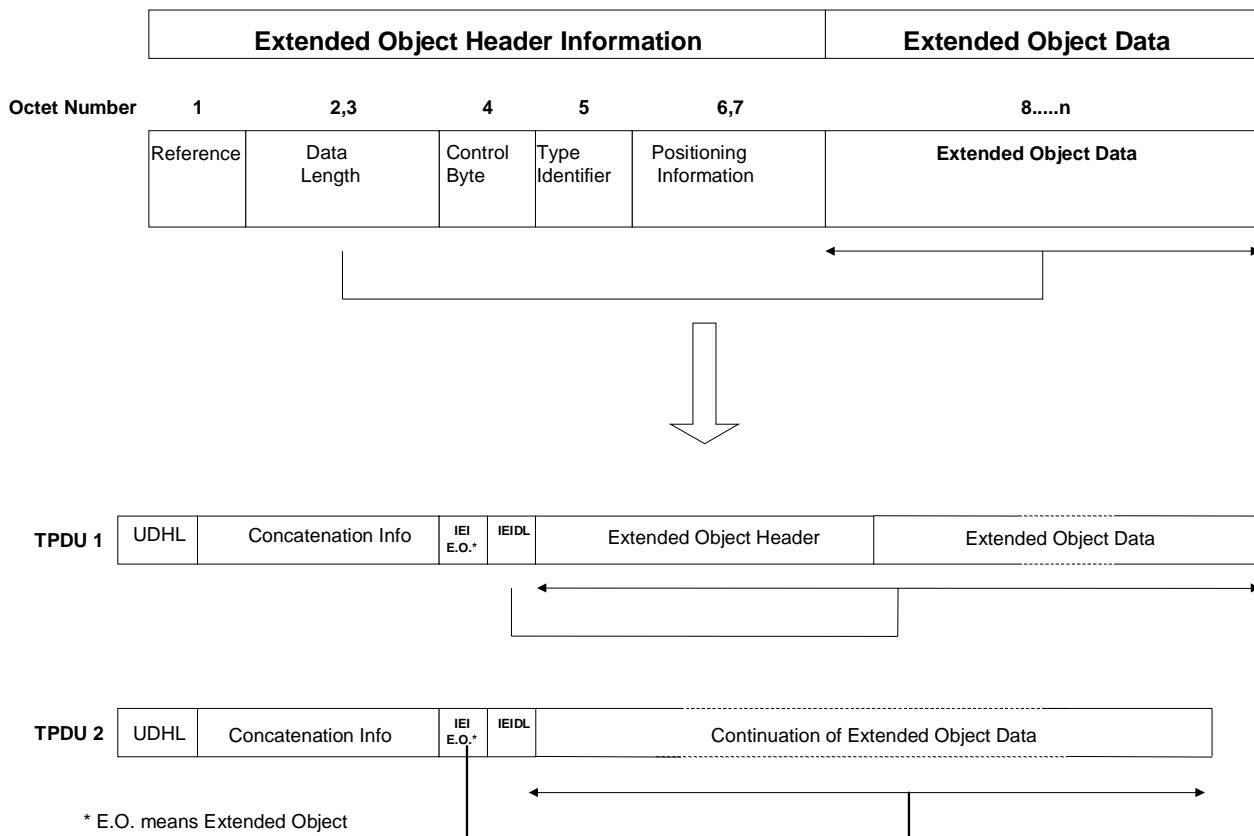 Extended Object Header Information Extended Object Data
Octet Number 1 2,3 4 5 6,7 8.....n
Reference Data Length Control Byte Type Identifier Positioning Information Extended Object Data
TPDU 1 UDHL Concatenation Info IEI E.O.* IEIDL Extended Object Header Extended Object Data
TPDU 2 UDHL Concatenation Info IEI E.O.* IEIDL Continuation of Extended Object Data
* E.O. means Extended Object